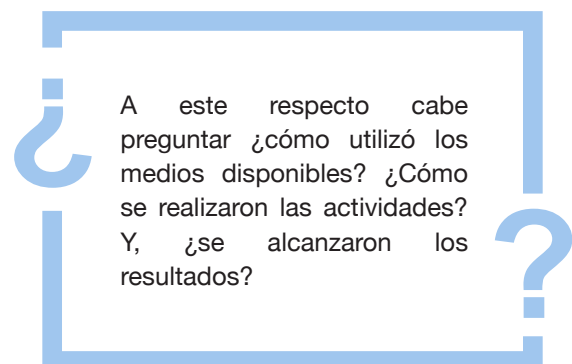 A este respecto cabe
preguntar ¿cómo utilizó los
medios disponibles? ¿Cómo
se realizaron las actividades?
Y, ¿se alcanzaron los
resultados?